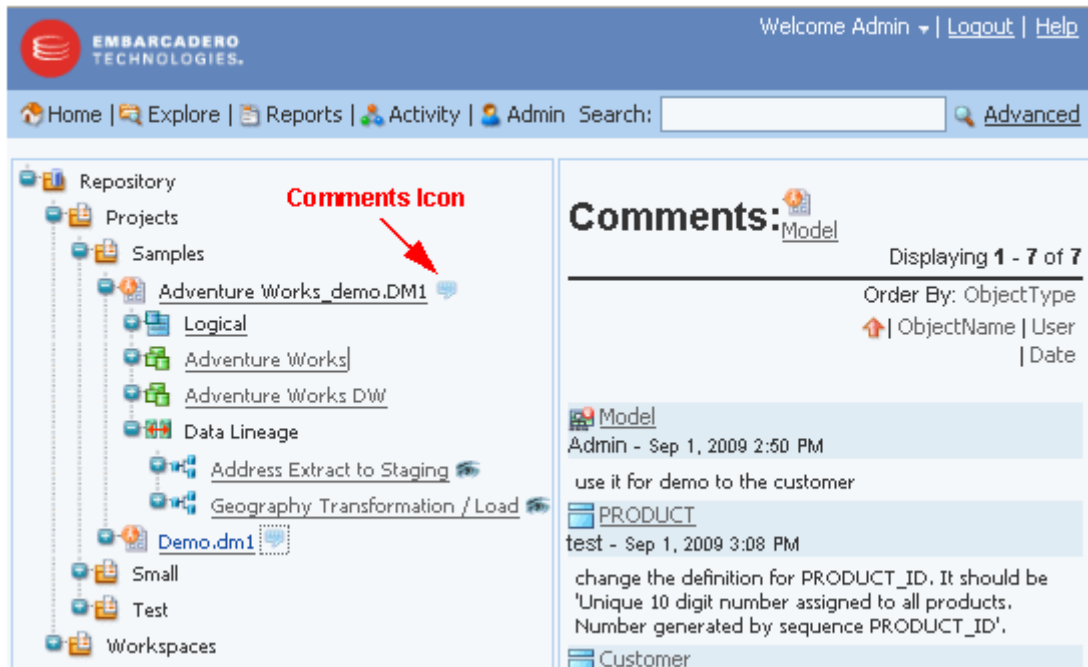 Welcome Admin | Logout | Help
EMBARCADERO
TECHNOLOGIES.
Home | Explore | Reports | Activity | Admin Search: Advanced
Repository
Comments Icon
Projects
Samples
Adventure Works_demo.DM1
Logical
Adventure Works
Adventure Works DW
Data Lineage
Address Extract to Staging
Geography Transformation / Load
Demo.dm1
Small
Test
Workspaces
Comments: Model
Displaying 1 - 7 of 7
Order By: ObjectType
| ObjectName | User
| Date
Model
Admin - Sep 1, 2009 2:50 PM
use it for demo to the customer
PRODUCT
test - Sep 1, 2009 3:08 PM
change the definition for PRODUCT_ID. It should be
'Unique 10 digit number assigned to all products.
Number generated by sequence PRODUCT_ID'.
Customer